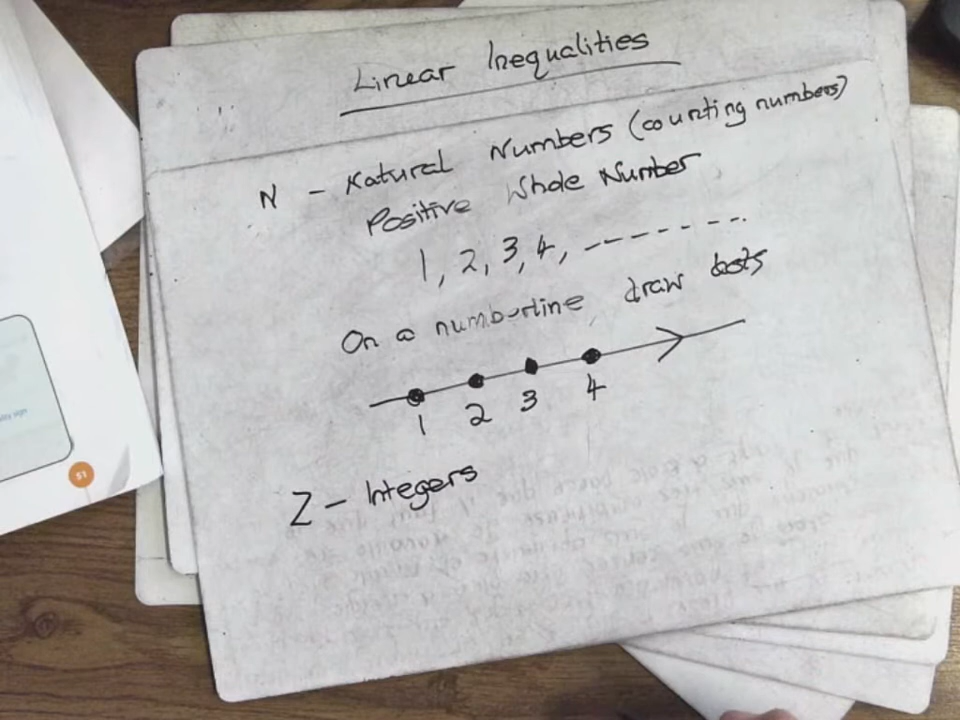 Linear Inequalities
N - Natural Numbers (counting numbers)
Positive Whole Number
1, 2, 3, 4, --------
On a numberline draw dots
1 2 3 4
Z - Integers
51